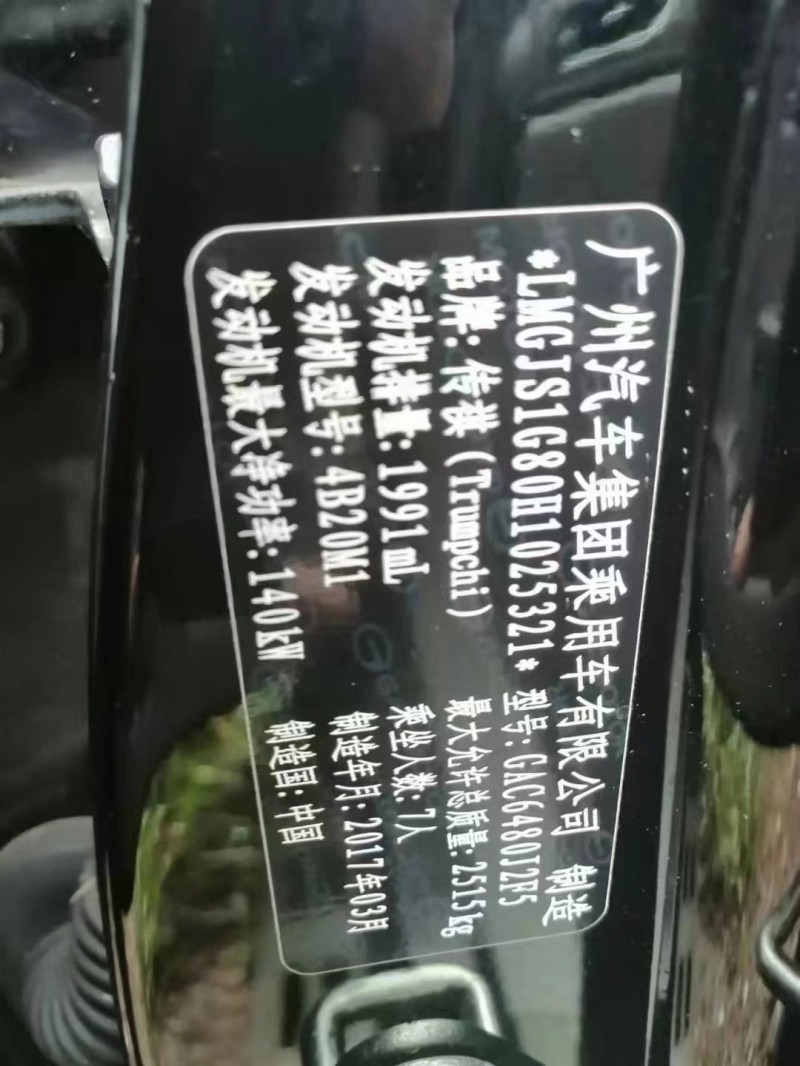 广州汽车集团乘用车有限公司 制造
*LMGJS1G80H1025321* 型号:GAC6480J2H5
品牌:传祺(Trumpchi) 最大允许总质量:2515kg
发动机排量:1991mL 乘坐人数:7人
发动机型号:4B20M1 制造年月:2017年03月
发动机最大净功率:140kW 制造国:中国